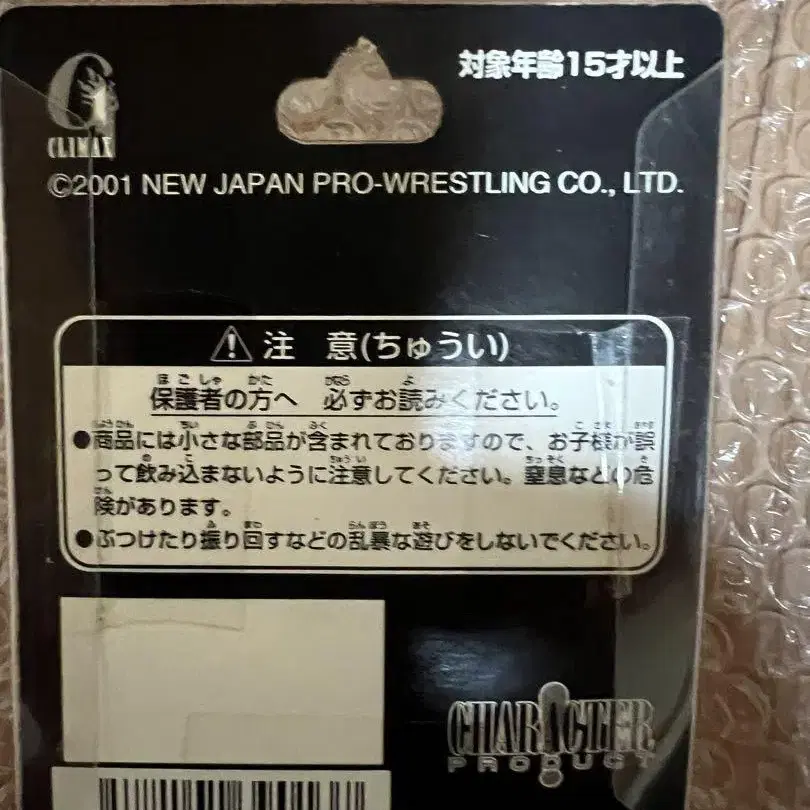 対象年齢15才以上
G
CLIMAX
©2001 NEW JAPAN PRO-WRESTLING CO., LTD.
注 意(ちゅうい)
保護者の方へ 必ずお読みください。
●商品には小さな部品が含まれておりますので、お子様が誤
って飲み込まないように注意してください。窒息などの危
険があります。
●ぶつけたり振り回すなどの乱暴な遊びをしないでください。
CHARACTER
PRODUCT